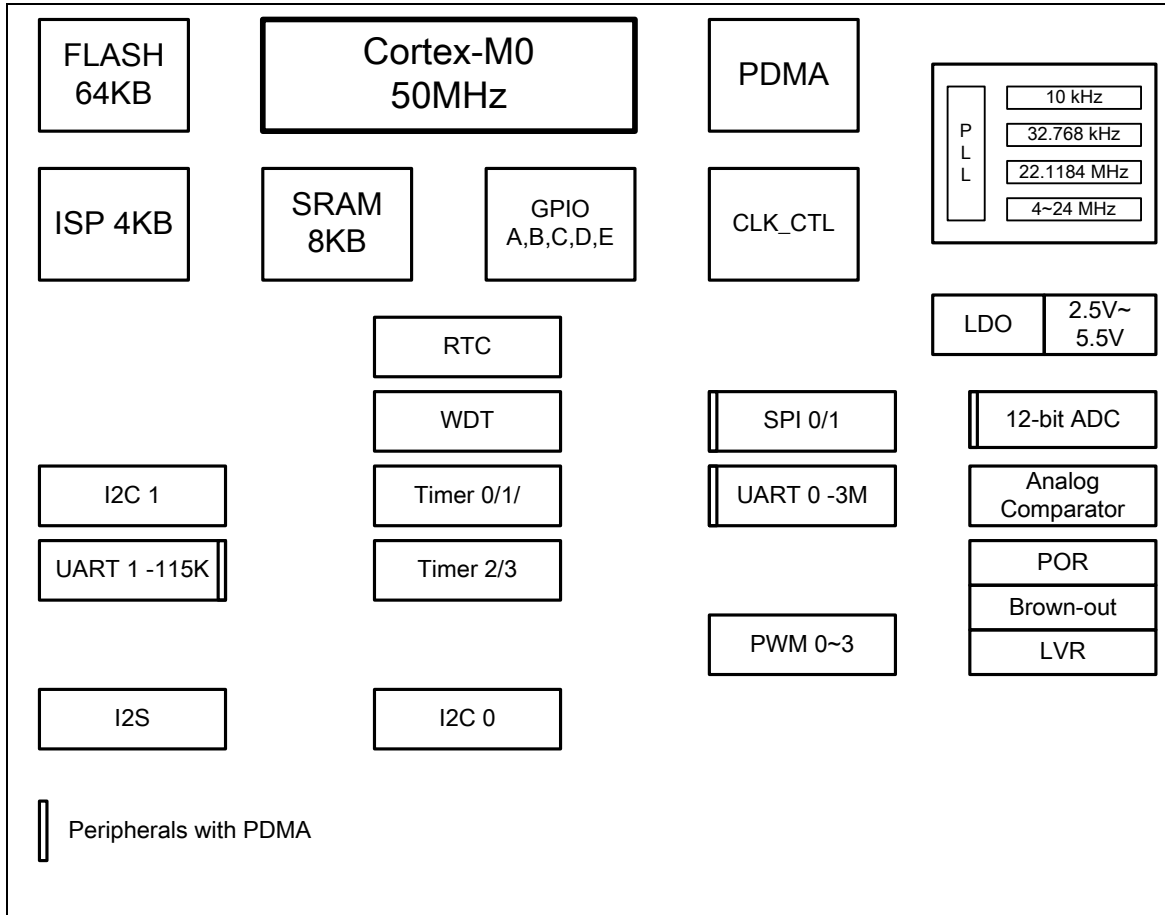 FLASH
64KB
Cortex-M0
50MHz
PDMA
P
L
L
10 kHz
32.768 kHz
22.1184 MHz
4~24 MHz
ISP 4KB
SRAM
8KB
GPIO
A,B,C,D,E
CLK_CTL
LDO
2.5V~
5.5V
RTC
WDT
SPI 0/1
12-bit ADC
I2C 1
Timer 0/1/
UART 0 -3M
Analog
Comparator
UART 1 -115K
Timer 2/3
POR
Brown-out
PWM 0~3
LVR
I2S
I2C 0
Peripherals with PDMA